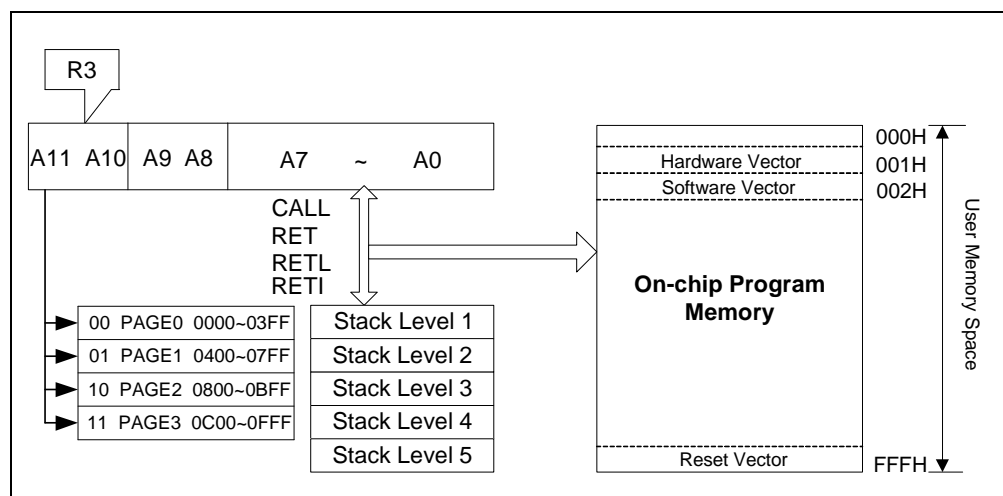 R3
A11 A10 A9 A8 A7 ~ A0
CALL
RET
RETL
RETI
00 PAGE0 0000~03FF
01 PAGE1 0400~07FF
10 PAGE2 0800~0BFF
11 PAGE3 0C00~0FFF
Stack Level 1
Stack Level 2
Stack Level 3
Stack Level 4
Stack Level 5
000H
Hardware Vector 001H
Software Vector 002H
On-chip Program
Memory
Reset Vector FFFH
User Memory Space